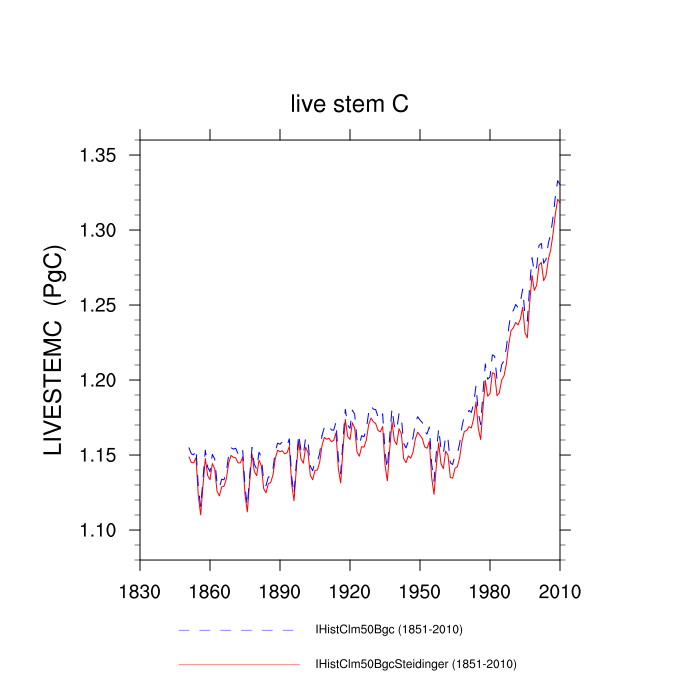 live stem C
LIVESTEMC (PgC)
1.35
1.30
1.25
1.20
1.15
1.10
1830 1860 1890 1920 1950 1980 2010
IHistClm50Bgc (1851-2010)
IHistClm50BgcSteidinger (1851-2010)